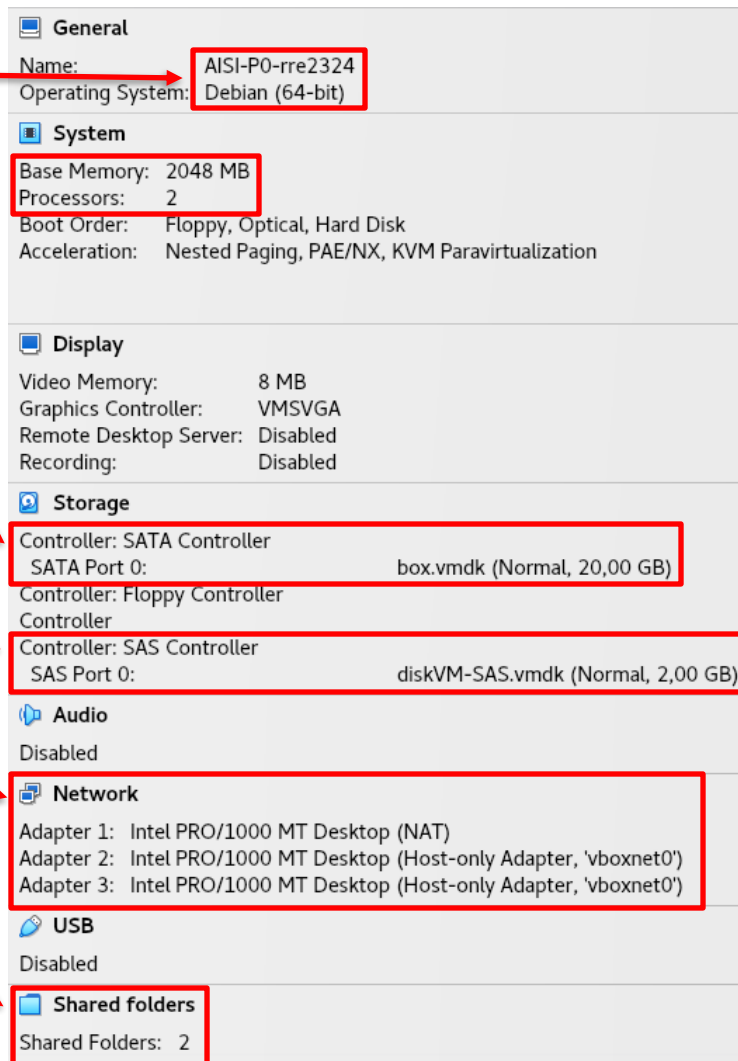 General
Name: AISI-P0-rre2324
Operating System: Debian (64-bit)
System
Base Memory: 2048 MB
Processors: 2
Boot Order: Floppy, Optical, Hard Disk
Acceleration: Nested Paging, PAE/NX, KVM Paravirtualization
Display
Video Memory: 8 MB
Graphics Controller: VMSVGA
Remote Desktop Server: Disabled
Recording: Disabled
Storage
Controller: SATA Controller
SATA Port 0: box.vmdk (Normal, 20,00 GB)
Controller: Floppy Controller
Controller
Controller: SAS Controller
SAS Port 0: diskVM-SAS.vmdk (Normal, 2,00 GB)
Audio
Disabled
Network
Adapter 1: Intel PRO/1000 MT Desktop (NAT)
Adapter 2: Intel PRO/1000 MT Desktop (Host-only Adapter, 'vboxnet0')
Adapter 3: Intel PRO/1000 MT Desktop (Host-only Adapter, 'vboxnet0')
USB
Disabled
Shared folders
Shared Folders: 2